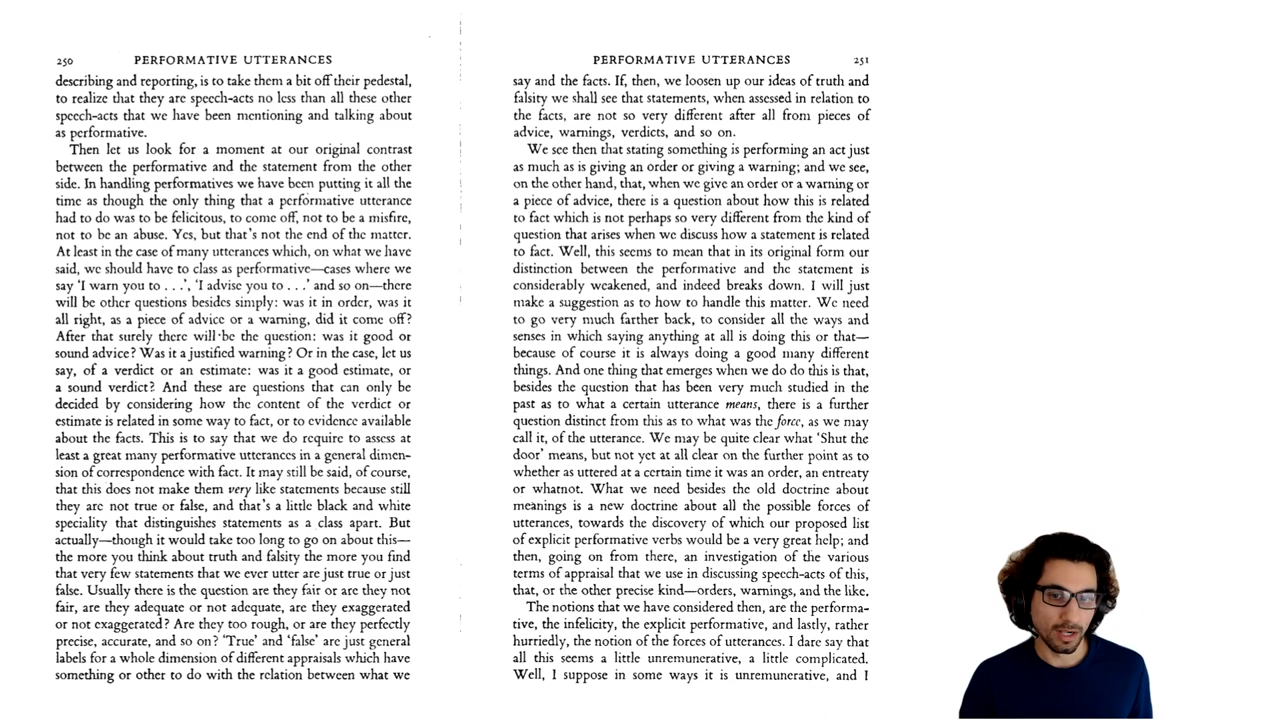 250 PERFORMATIVE UTTERANCES
describing and reporting, is to take them a bit off their pedestal,
to realize that they are speech-acts no less than all these other
speech-acts that we have been mentioning and talking about
as performative.
Then let us look for a moment at our original contrast
between the performative and the statement from the other
side. In handling performatives we have been putting it all the
time as though the only thing that a performative utterance
had to do was to be felicitous, to come off, not to be a misfire,
not to be an abuse. Yes, but that's not the end of the matter.
At least in the case of many utterances which, on what we have
said, we should have to class as performative—cases where we
say 'I warn you to . . .', 'I advise you to . . .' and so on—there
will be other questions besides simply: was it in order, was it
all right, as a piece of advice or a warning, did it come off?
After that surely there will be the question: was it good or
sound advice? Was it a justified warning? Or in the case, let us
say, of a verdict or an estimate: was it a good estimate, or
a sound verdict? And these are questions that can only be
decided by considering how the content of the verdict or
estimate is related in some way to fact, or to evidence available
about the facts. This is to say that we do require to assess at
least a great many performative utterances in a general dimen-
sion of correspondence with fact. It may still be said, of course,
that this does not make them very like statements because still
they are not true or false, and that's a little black and white
speciality that distinguishes statements as a class apart. But
actually—though it would take too long to go on about this—
the more you think about truth and falsity the more you find
that very few statements that we ever utter are just true or just
false. Usually there is the question are they fair or are they not
fair, are they adequate or not adequate, are they exaggerated
or not exaggerated? Are they too rough, or are they perfectly
precise, accurate, and so on? 'True' and 'false' are just general
labels for a whole dimension of different appraisals which have
something or other to do with the relation between what we
PERFORMATIVE UTTERANCES 251
say and the facts. If, then, we loosen up our ideas of truth and
falsity we shall see that statements, when assessed in relation to
the facts, are not so very different after all from pieces of
advice, warnings, verdicts, and so on.
We see then that stating something is performing an act just
as much as is giving an order or giving a warning; and we see,
on the other hand, that, when we give an order or a warning or
a piece of advice, there is a question about how this is related
to fact which is not perhaps so very different from the kind of
question that arises when we discuss how a statement is related
to fact. Well, this seems to mean that in its original form our
distinction between the performative and the statement is
considerably weakened, and indeed breaks down. I will just
make a suggestion as to how to handle this matter. We need
to go very much farther back, to consider all the ways and
senses in which saying anything at all is doing this or that—
because of course it is always doing a good many different
things. And one thing that emerges when we do do this is that,
besides the question that has been very much studied in the
past as to what a certain utterance means, there is a further
question distinct from this as to what was the force, as we may
call it, of the utterance. We may be quite clear what 'Shut the
door' means, but not yet at all clear on the further point as to
whether as uttered at a certain time it was an order, an entreaty
or whatnot. What we need besides the old doctrine about
meanings is a new doctrine about all the possible forces of
utterances, towards the discovery of which our proposed list
of explicit performative verbs would be a very great help; and
then, going on from there, an investigation of the various
terms of appraisal that we use in discussing speech-acts of this,
that, or the other precise kind—orders, warnings, and the like.
The notions that we have considered then, are the performa-
tive, the infelicity, the explicit performative, and lastly, rather
hurriedly, the notion of the forces of utterances. I dare say that
all this seems a little unremunerative, a little complicated.
Well, I suppose in some ways it is unremunerative, and I